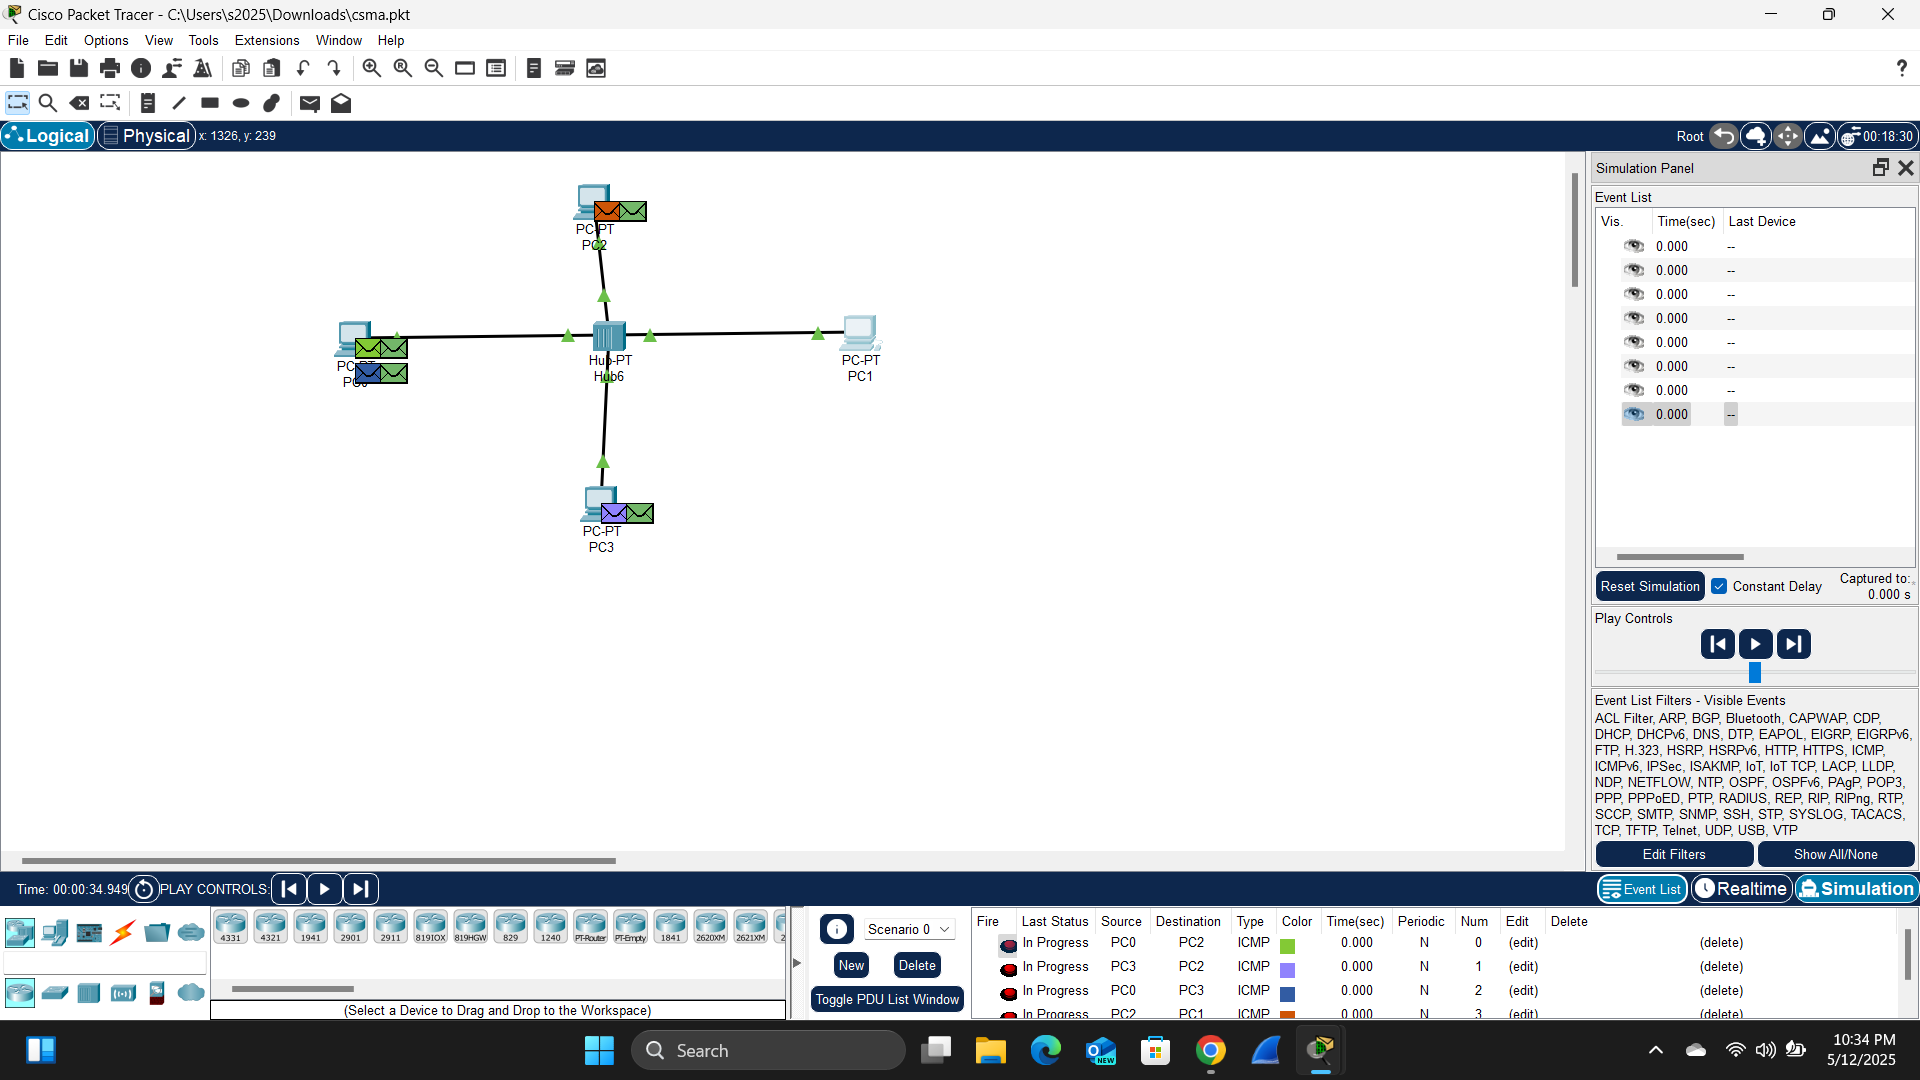 Cisco Packet Tracer - C:\Users\s2025\Downloads\csma.pkt
File Edit Options View Tools Extensions Window Help
?
Logical Physical x: 1326, y: 239 Root 00:18:30
PC-PT
PC2
PC-PT
PC1
Hub-PT
Hub6
PC-PT
PC3
Simulation Panel
Event List
Vis. Time(sec) Last Device
0.000 --
0.000 --
0.000 --
0.000 --
0.000 --
0.000 --
0.000 --
0.000 --
Reset Simulation Constant Delay Captured to:
0.000 s
Play Controls
Event List Filters - Visible Events
ACL Filter, ARP, BGP, Bluetooth, CAPWAP, CDP,
DHCP, DHCPv6, DNS, DTP, EAPOL, EIGRP, EIGRPv6,
FTP, H.323, HSRP, HSRPv6, HTTP, HTTPS, ICMP,
ICMPv6, IPSec, ISAKMP, IoT, IoT TCP, LACP, LLDP,
NDP, NETFLOW, NTP, OSPF, OSPFv6, PAgP, POP3,
PPP, PPPoED, PTP, RADIUS, REP, RIP, RIPng, RTP,
SCCP, SMTP, SNMP, SSH, STP, SYSLOG, TACACS,
TCP, TFTP, Telnet, UDP, USB, VTP
Edit Filters Show All/None
Time: 00:00:34.949 PLAY CONTROLS: Event List Realtime Simulation
4331 4321 1941 2901 2911 819IOX 819HGW 829 1240 PT-Router PT-Empty 1841 2620XM 2621XM
(Select a Device to Drag and Drop to the Workspace)
Scenario 0
New Delete
Toggle PDU List Window
Fire Last Status Source Destination Type Color Time(sec) Periodic Num Edit Delete
In Progress PC0 PC2 ICMP 0.000 N 0 (edit) (delete)
In Progress PC3 PC2 ICMP 0.000 N 1 (edit) (delete)
In Progress PC0 PC3 ICMP 0.000 N 2 (edit) (delete)
In Progress PC2 PC1 ICMP 0.000 N 3 (edit) (delete)
Search
NEW
10:34 PM
5/12/2025